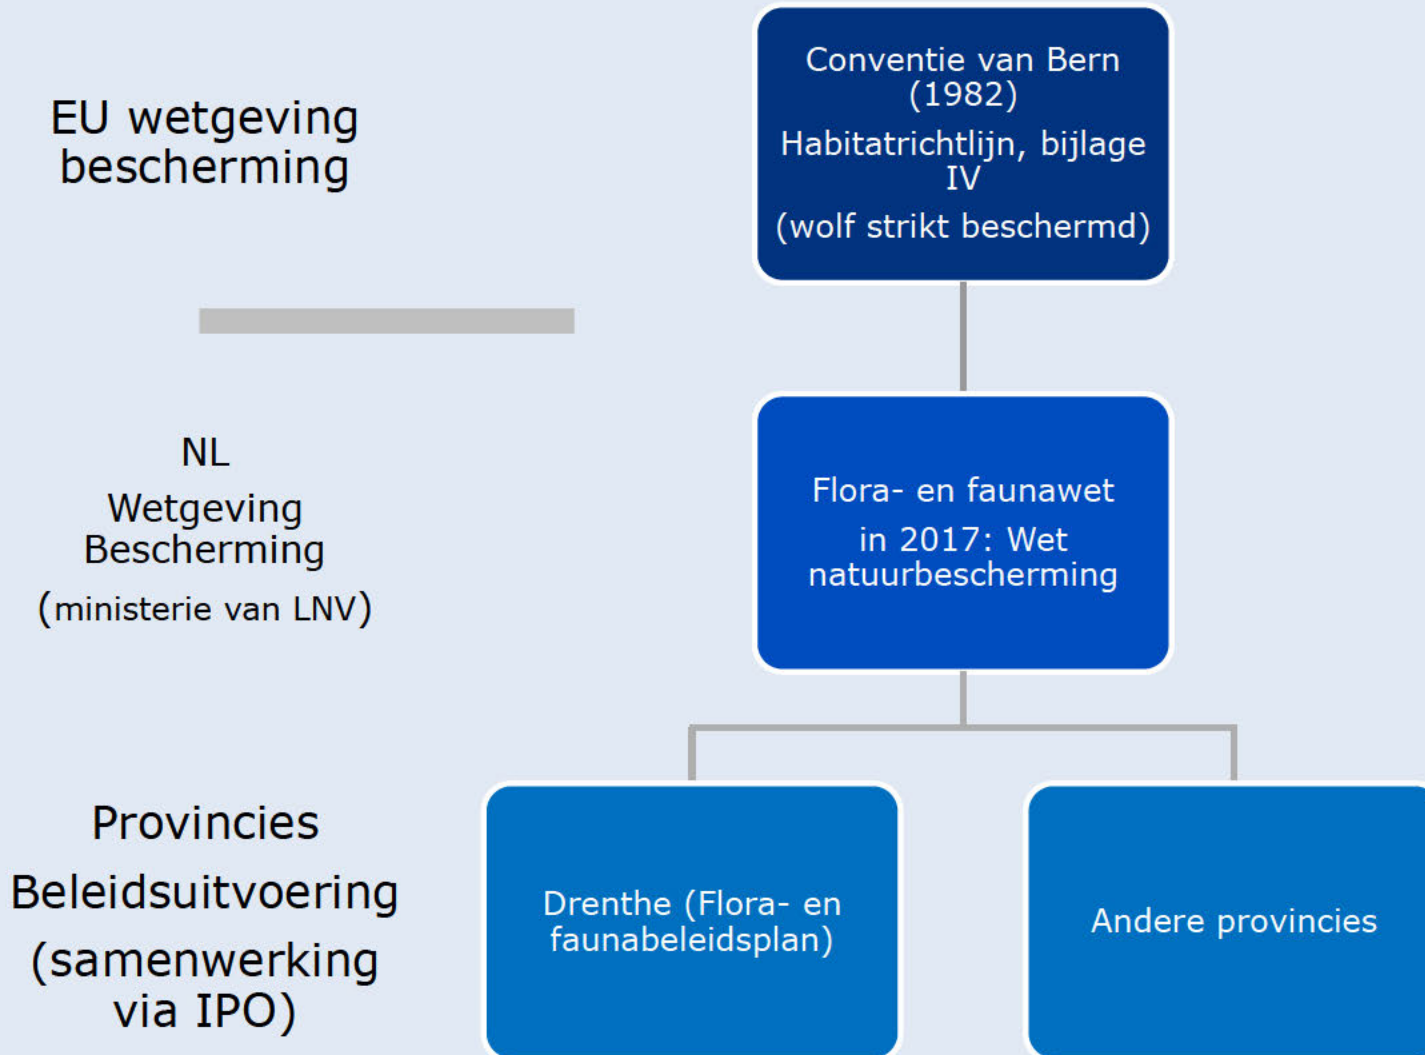 EU wetgeving
bescherming
Conventie van Bern
(1982)
Habitatrichtlijn, bijlage
IV
(wolf strikt beschermd)
NL
Wetgeving
Bescherming
(ministerie van LNV)
Flora- en faunawet
in 2017: Wet
natuurbescherming
Provincies
Beleidsuitvoering
(samenwerking
via IPO)
Drenthe (Flora- en
faunabeleidsplan)
Andere provincies